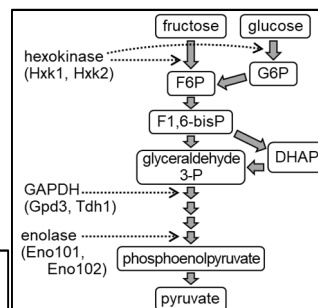 fructose glucose
hexokinase
(Hxk1, Hxk2)
F6P G6P
F1,6-bisP
glyceraldehyde
3-P
DHAP
GAPDH
(Gpd3, Tdh1)
enolase
(Eno101,
Eno102)
phosphoenolpyruvate
pyruvate